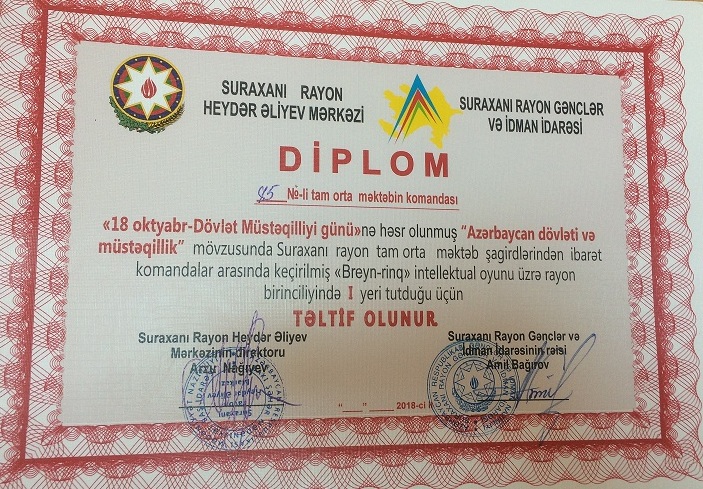 SURAXANI RAYON
HEYDƏR ƏLİYEV MƏRKƏZİ
SURAXANI RAYON GƏNCLƏR
VƏ İDMAN İDARƏSİ
DİPLOM
№-li tam orta məktəbin komandası
«18 oktyabr-Dövlət Müstəqilliyi günü»nə həsr olunmuş "Azərbaycan dövləti və
müstəqillik" mövzusunda Suraxanı rayon tam orta məktəb şagirdlərindən ibarət
komandalar arasında keçirilmiş «Breyn-rinq» intellektual oyunu üzrə rayon
birinciliyində I yeri tutduğu üçün
TƏLTİF OLUNUR
Suraxanı Rayon Heydər Əliyev
Mərkəzinin direktoru
Arzu Nağıyev
Suraxanı Rayon Gənclər və
İdman İdarəsinin rəisi
Amil Bağırov
2018-ci